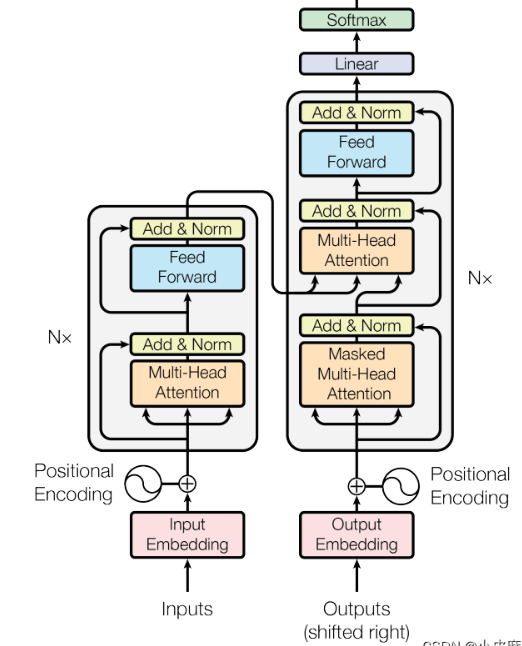 Softmax
Linear
Add & Norm
Feed
Forward
Add & Norm
Multi-Head
Attention
Add & Norm
Masked
Multi-Head
Attention
Nx
Add & Norm
Feed
Forward
Add & Norm
Multi-Head
Attention
Nx
Positional
Encoding
Positional
Encoding
Input
Embedding
Output
Embedding
Inputs
Outputs
(shifted right)